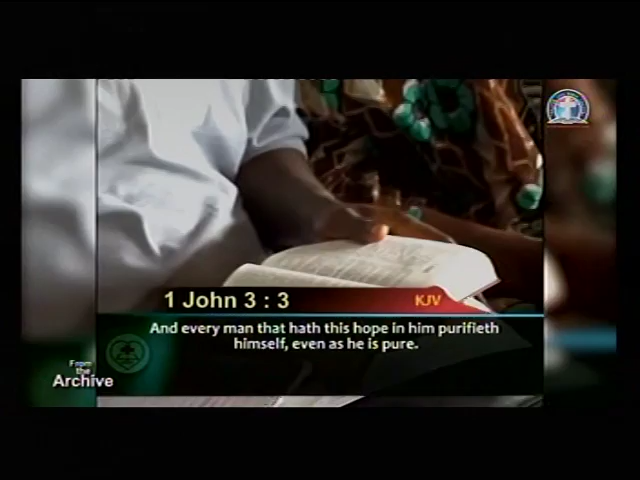 1 John 3 : 3
KJV
And every man that hath this hope in him purifieth
himself, even as he is pure.
From
the
Archive